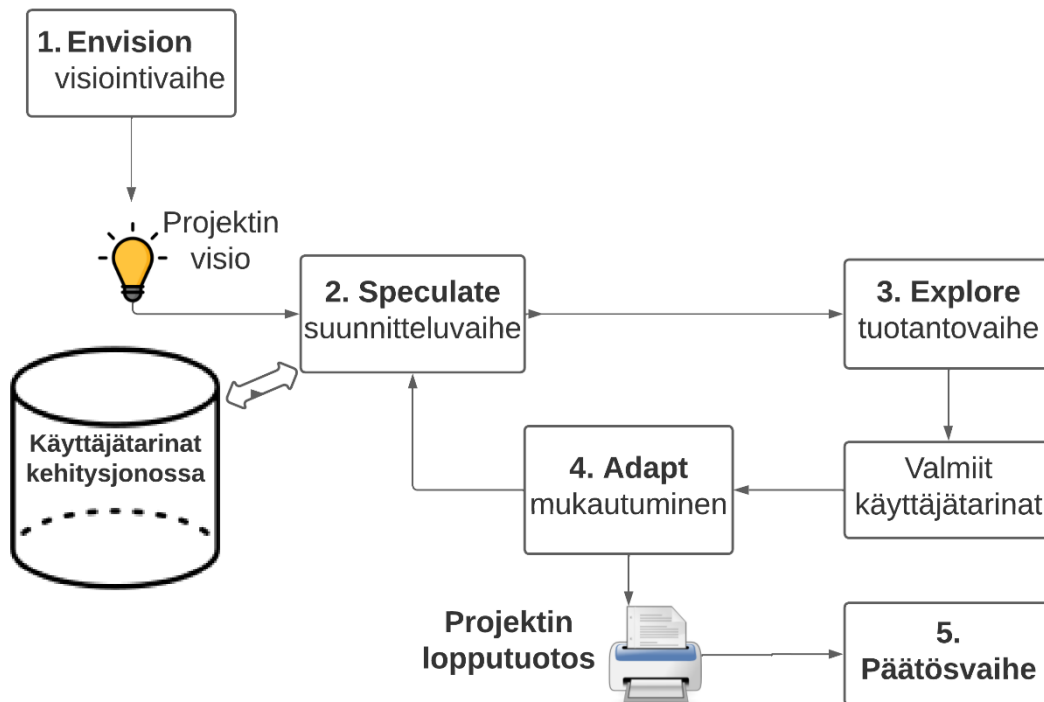 1. Envision
visiointivaihe
Projektin
visio
2. Speculate
suunnitteluvaihe
3. Explore
tuotantovaihe
Käyttäjätarinat
kehitysjonossa
4. Adapt
mukautuminen
Valmiit
käyttäjätarinat
Projektin
lopputuotos
5.
Päätösvaihe